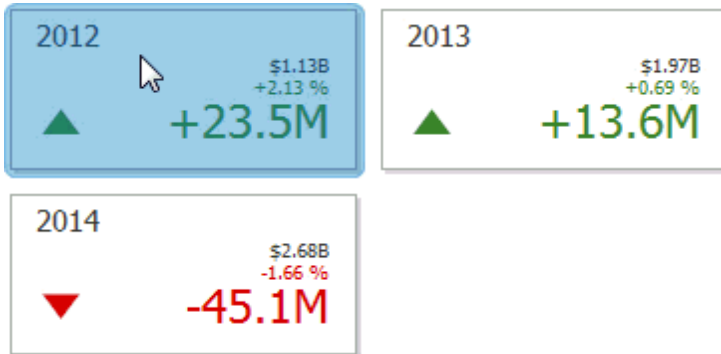 2012
$1.13B
+2.13 %
+23.5M
2013
$1.97B
+0.69 %
+13.6M
2014
$2.68B
-1.66 %
-45.1M